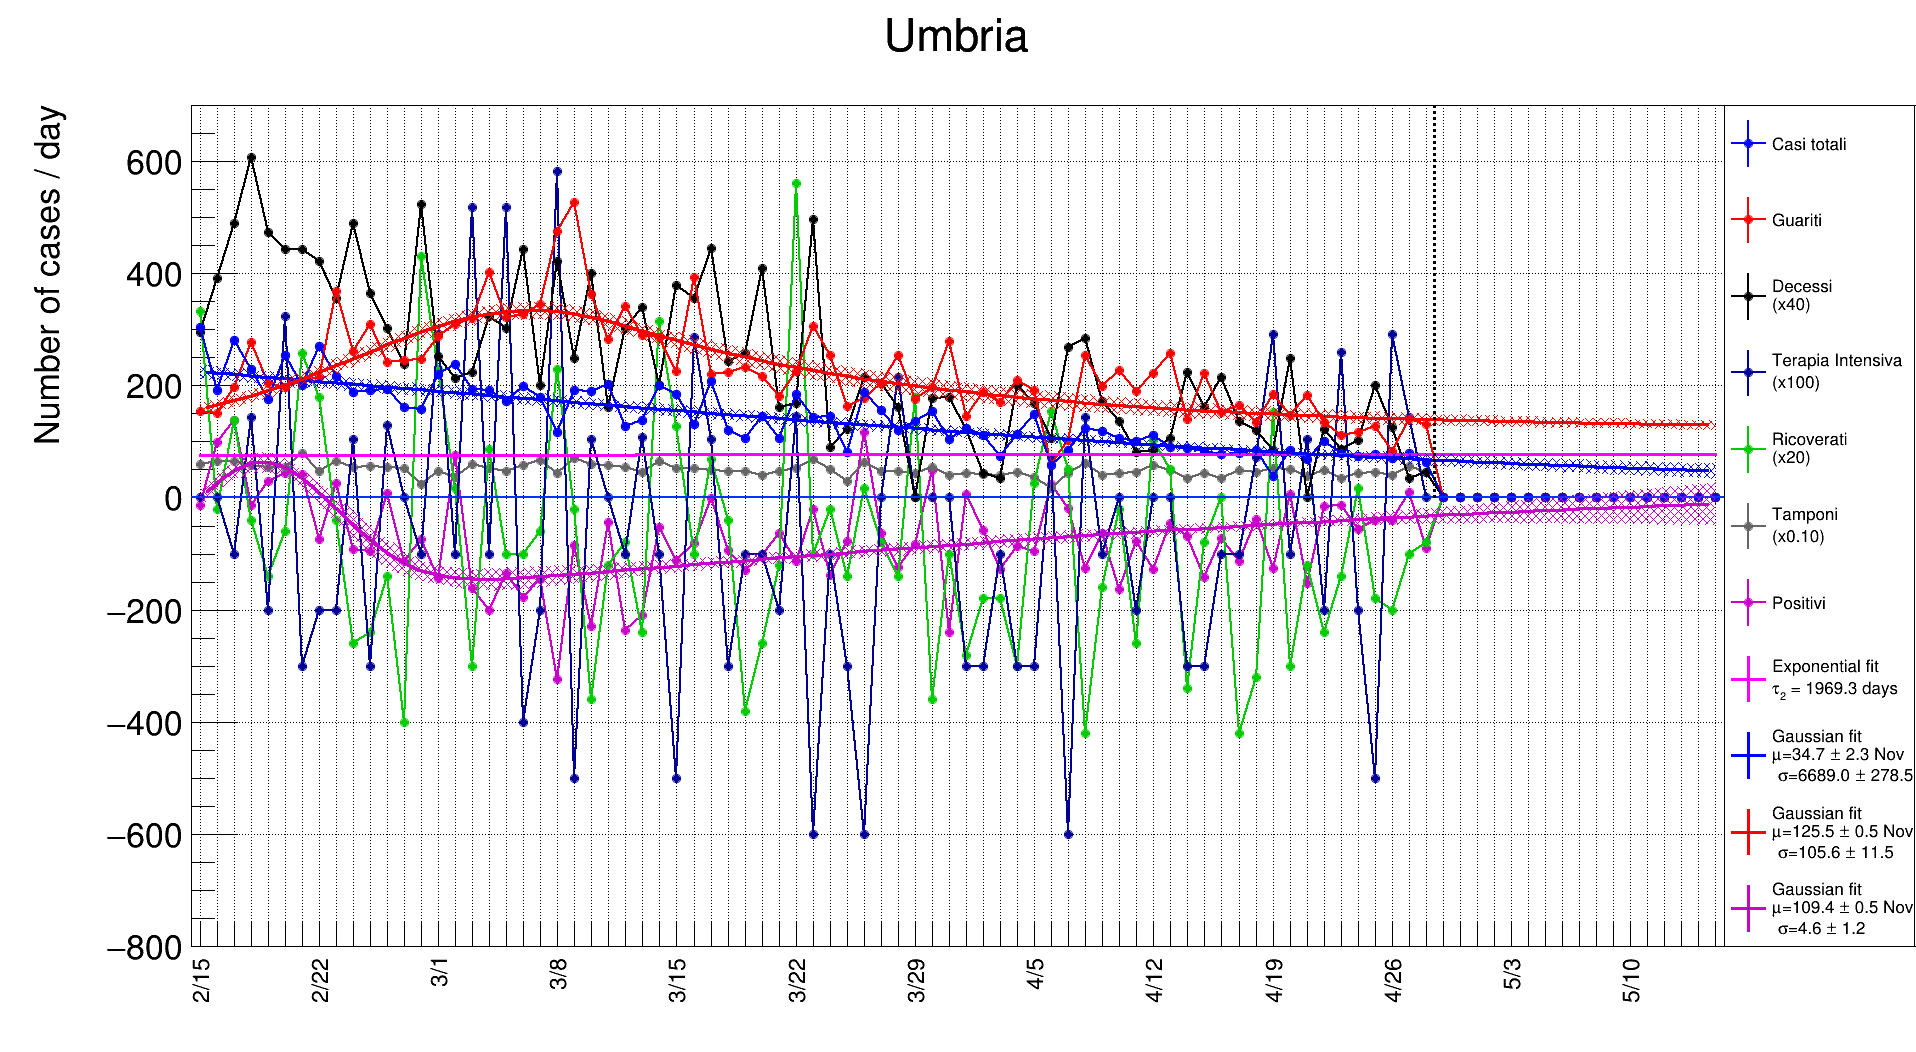 Umbria
Number of cases / day
600
400
200
0
−200
−400
−600
−800
2/15
2/22
3/1
3/8
3/15
3/22
3/29
4/5
4/12
4/19
4/26
5/3
5/10
Casi totali
Guariti
Decessi
(x40)
Terapia Intensiva
(x100)
Ricoverati
(x20)
Tamponi
(x0.10)
Positivi
Exponential fit
τ2 = 1969.3 days
Gaussian fit
μ=34.7 ± 2.3 Nov
σ=6689.0 ± 278.5
Gaussian fit
μ=125.5 ± 0.5 Nov
σ=105.6 ± 11.5
Gaussian fit
μ=109.4 ± 0.5 Nov
σ=4.6 ± 1.2